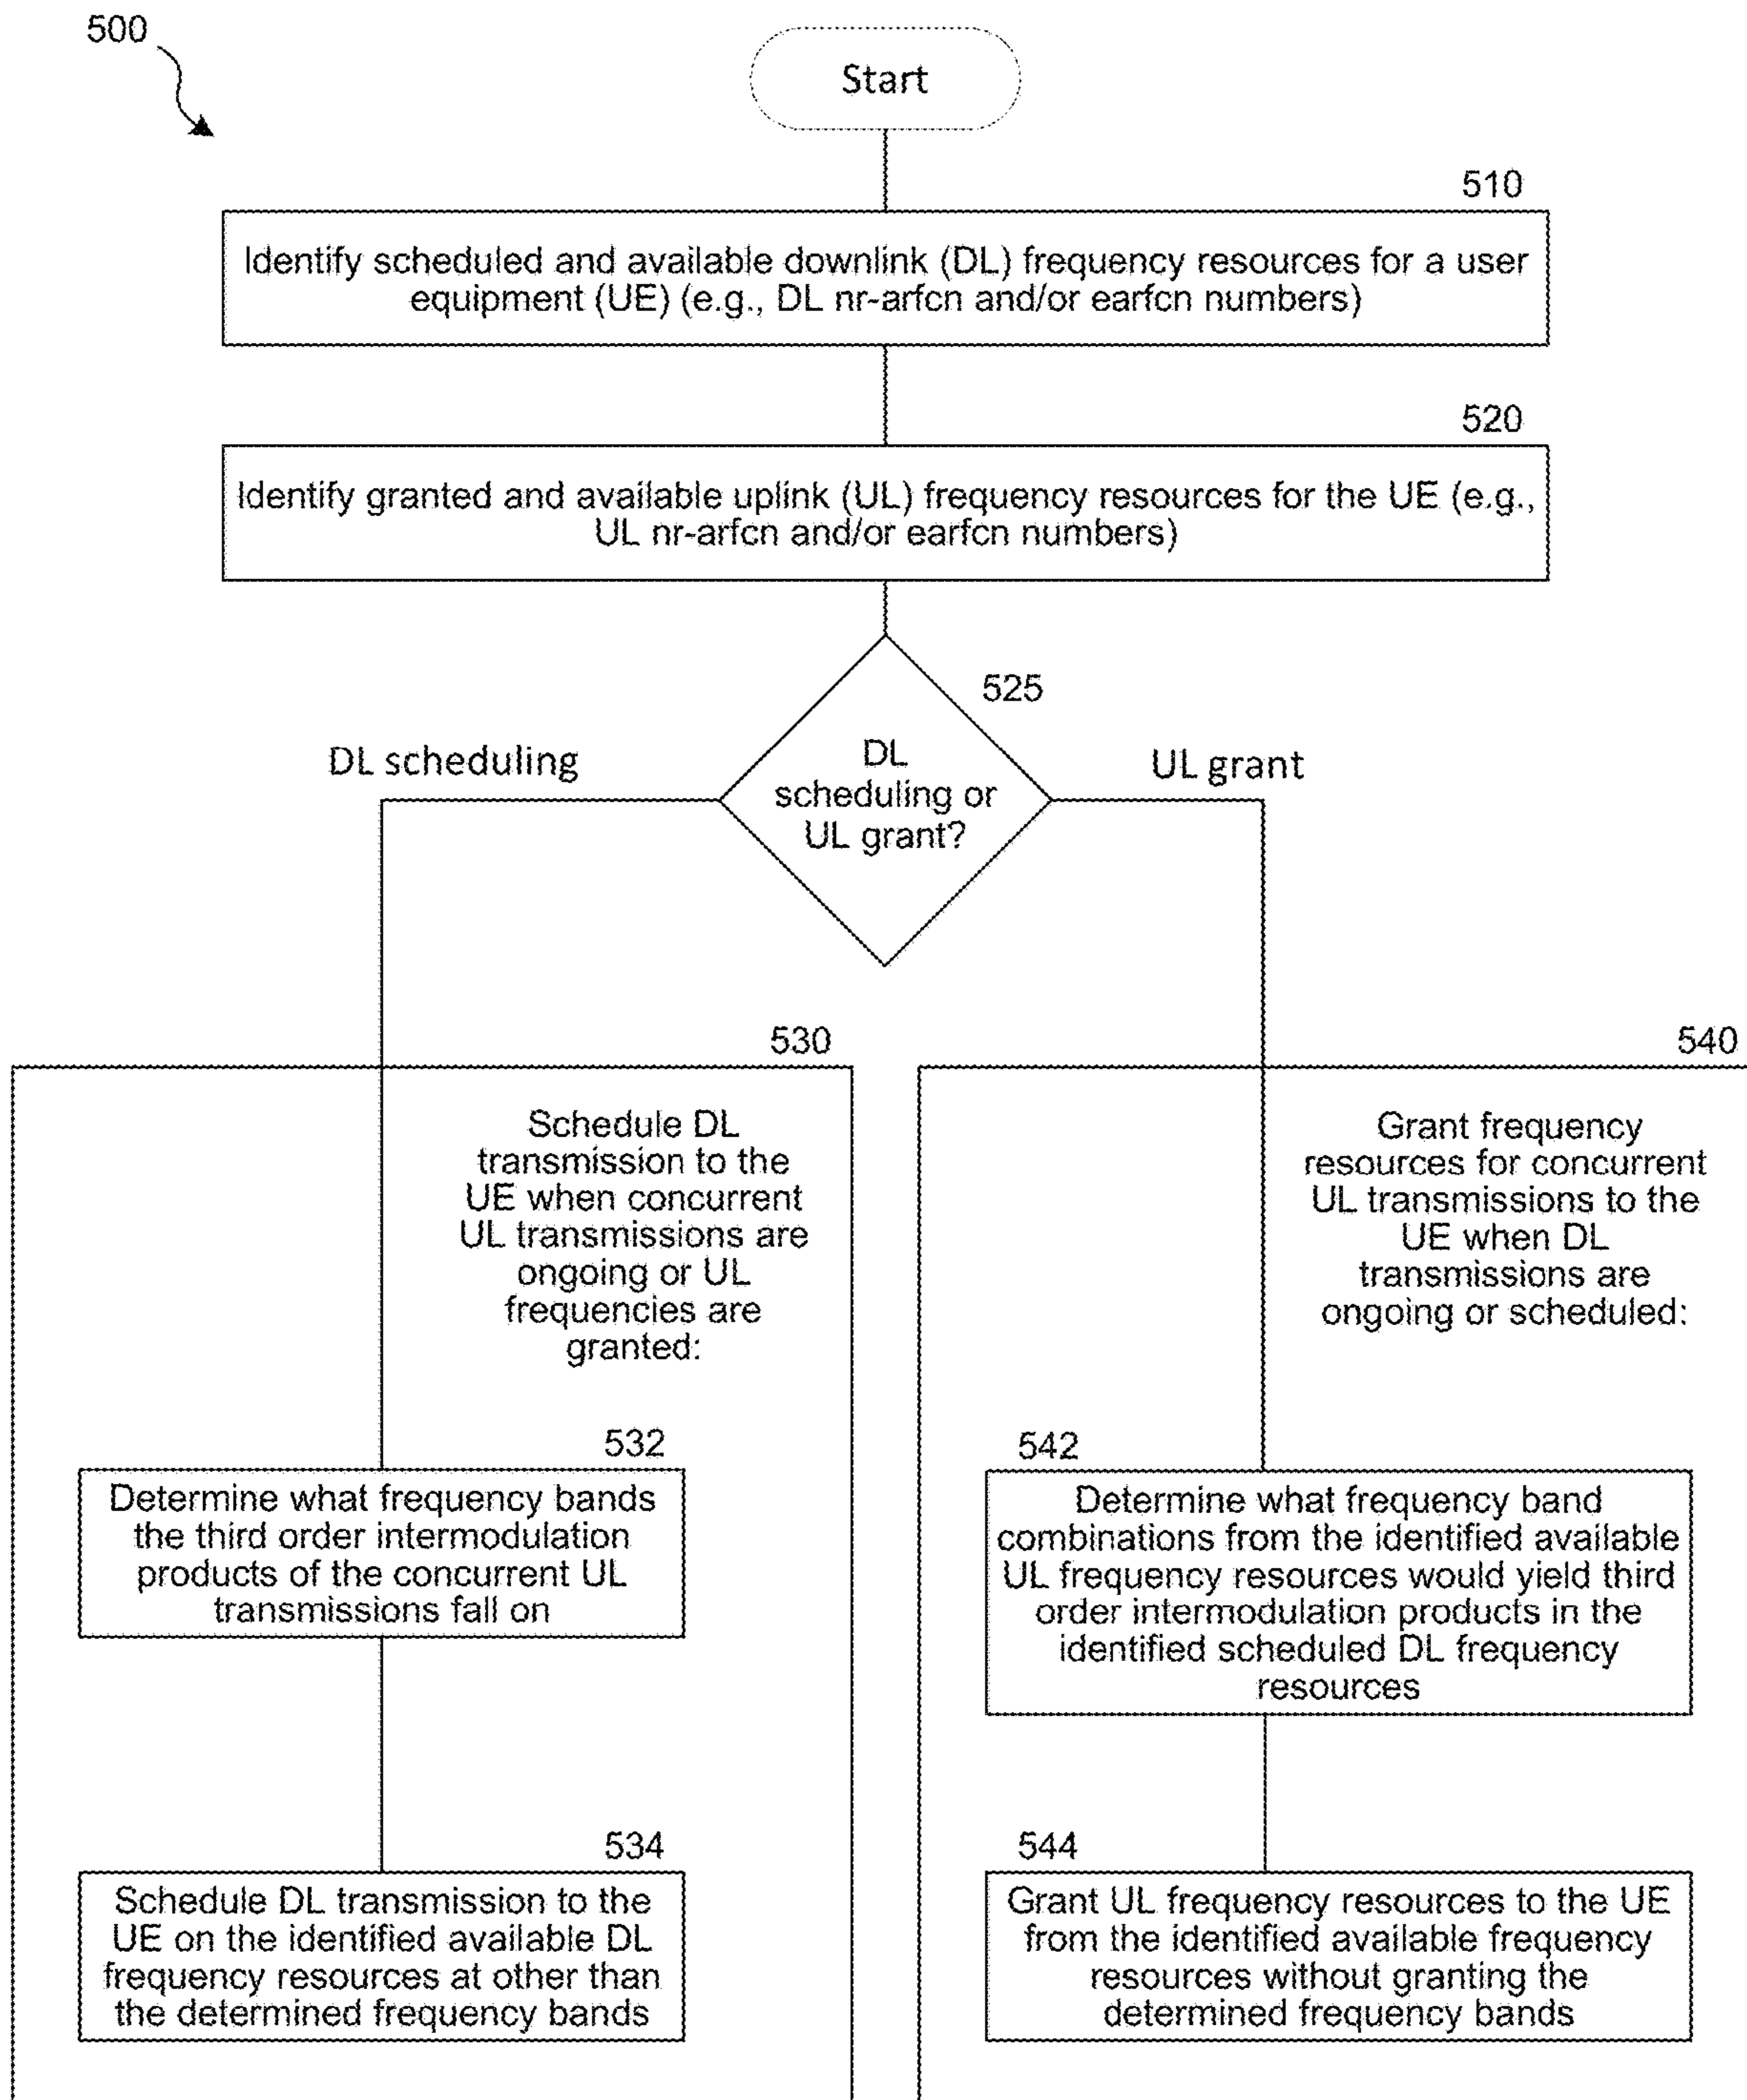 500
Start
510
Identify scheduled and available downlink (DL) frequency resources for a user
equipment (UE) (e.g., DL nr-arfcn and/or earfcn numbers)
520
Identify granted and available uplink (UL) frequency resources for the UE (e.g.,
UL nr-arfcn and/or earfcn numbers)
525
DL
scheduling or
UL grant?
DL scheduling
UL grant
530
Schedule DL
transmission to the
UE when concurrent
UL transmissions are
ongoing or UL
frequencies are
granted:
532
Determine what frequency bands
the third order intermodulation
products of the concurrent UL
transmissions fall on
534
Schedule DL transmission to the
UE on the identified available DL
frequency resources at other than
the determined frequency bands
540
Grant frequency
resources for concurrent
UL transmissions to the
UE when DL
transmissions are
ongoing or scheduled:
542
Determine what frequency band
combinations from the identified available
UL frequency resources would yield third
order intermodulation products in the
identified scheduled DL frequency
resources
544
Grant UL frequency resources to the UE
from the identified available frequency
resources without granting the
determined frequency bands